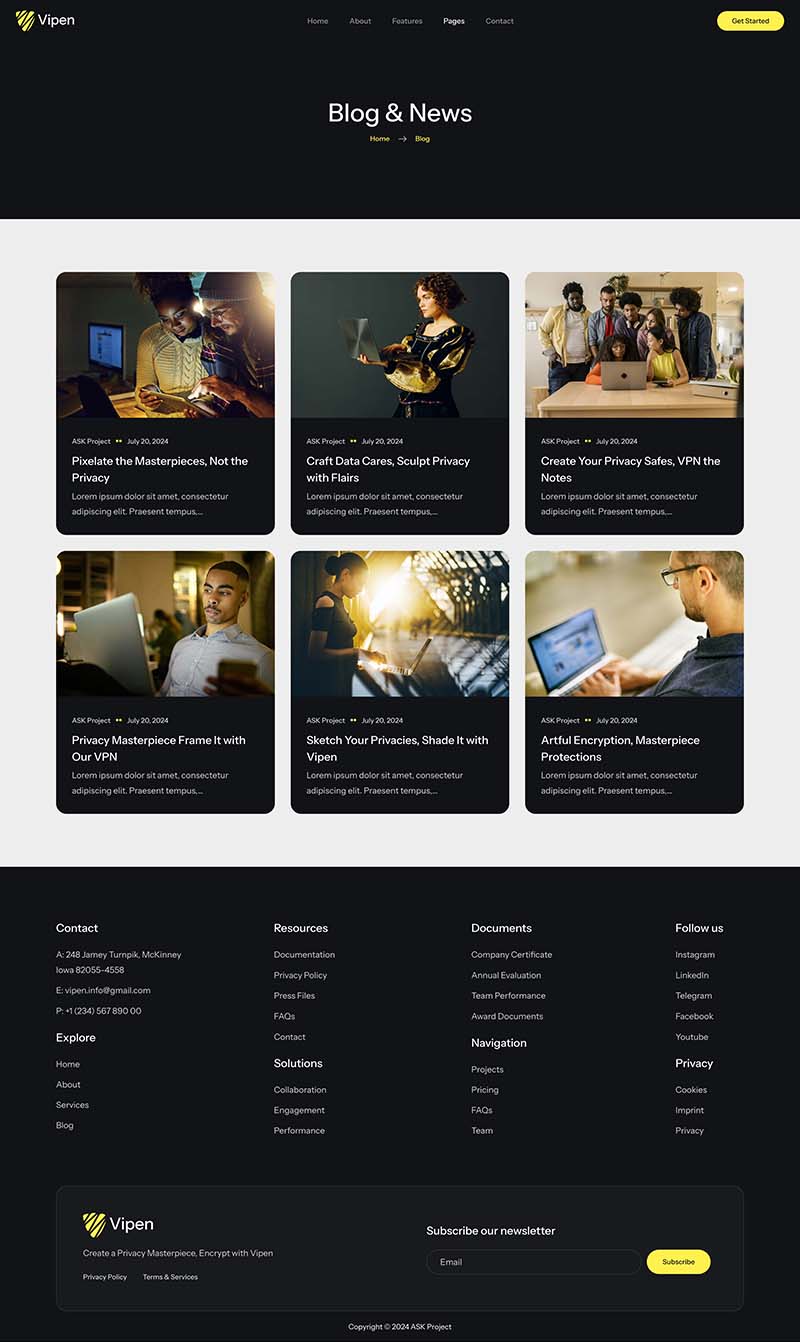 Vipen
Home About Features Pages Contact
Get Started
Blog & News
Home → Blog
ASK Project July 20, 2024
Pixelate the Masterpieces, Not the
Privacy
Lorem ipsum dolor sit amet, consectetur
adipiscing elit. Praesent tempus,...
ASK Project July 20, 2024
Craft Data Cares, Sculpt Privacy
with Flairs
Lorem ipsum dolor sit amet, consectetur
adipiscing elit. Praesent tempus,...
ASK Project July 20, 2024
Create Your Privacy Safes, VPN the
Notes
Lorem ipsum dolor sit amet, consectetur
adipiscing elit. Praesent tempus,...
ASK Project July 20, 2024
Privacy Masterpiece Frame It with
Our VPN
Lorem ipsum dolor sit amet, consectetur
adipiscing elit. Praesent tempus,...
ASK Project July 20, 2024
Sketch Your Privacies, Shade It with
Vipen
Lorem ipsum dolor sit amet, consectetur
adipiscing elit. Praesent tempus,...
ASK Project July 20, 2024
Artful Encryption, Masterpiece
Protections
Lorem ipsum dolor sit amet, consectetur
adipiscing elit. Praesent tempus,...
Contact
A: 248 Jamey Turnpik, McKinney
Iowa 82055-4558
E: vipen.info@gmail.com
P: +1 (234) 567 890 00
Explore
Home
About
Services
Blog
Resources
Documentation
Privacy Policy
Press Files
FAQs
Contact
Solutions
Collaboration
Engagement
Performance
Documents
Company Certificate
Annual Evaluation
Team Performance
Award Documents
Navigation
Projects
Pricing
FAQs
Team
Follow us
Instagram
LinkedIn
Telegram
Facebook
Youtube
Privacy
Cookies
Imprint
Privacy
Vipen
Create a Privacy Masterpiece, Encrypt with Vipen
Privacy Policy Terms & Services
Subscribe our newsletter
Email
Subscribe
Copyright © 2024 ASK Project